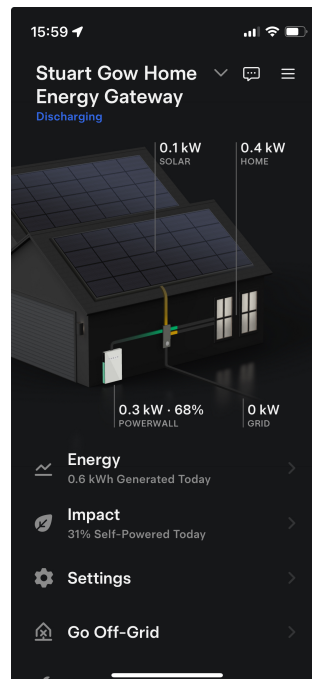 15:59
Stuart Gow Home
Energy Gateway
Discharging
0.1 kW
SOLAR
0.4 kW
HOME
0.3 kW · 68%
POWERWALL
0 kW
GRID
Energy
0.6 kWh Generated Today
Impact
31% Self-Powered Today
Settings
Go Off-Grid